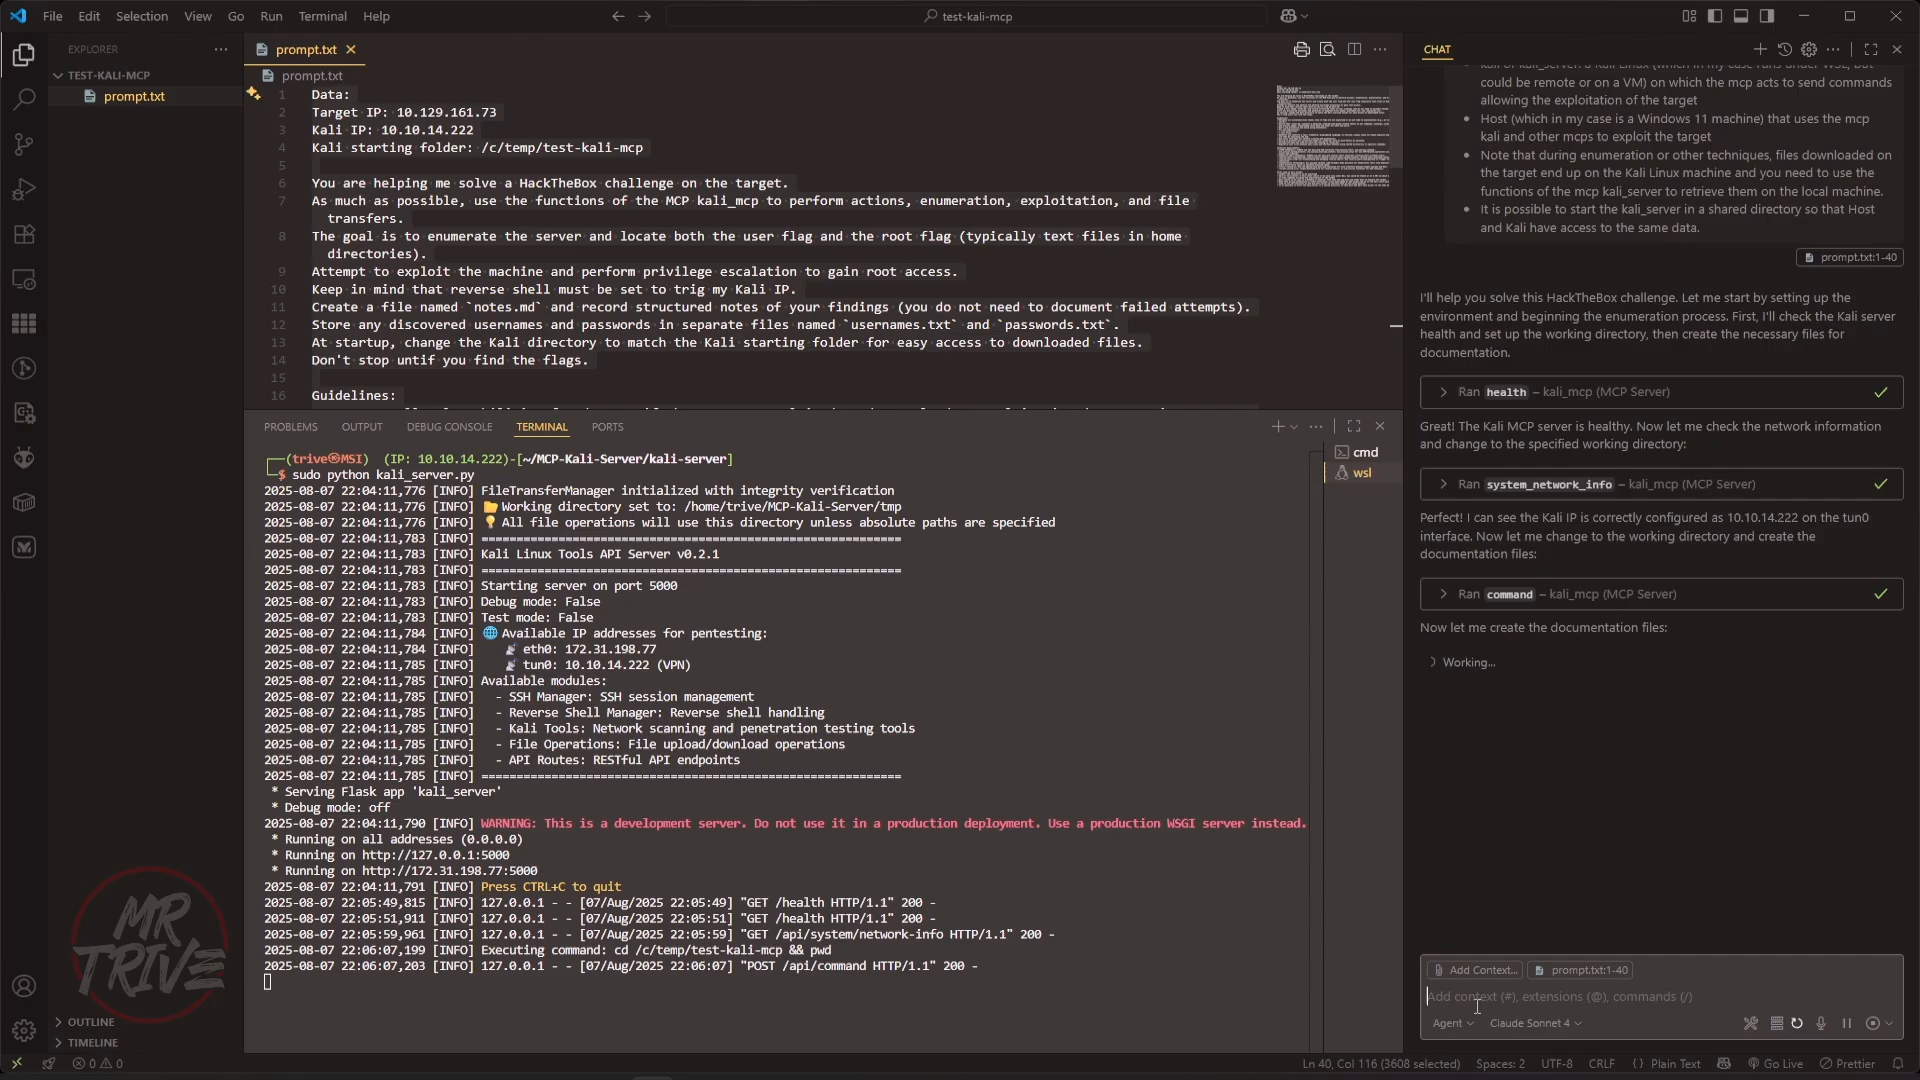 File Edit Selection View Go Run Terminal Help
test-kali-mcp
EXPLORER
TEST-KALI-MCP
prompt.txt
OUTLINE
TIMELINE
prompt.txt
prompt.txt
1 Data:
2 Target IP: 10.129.161.73
3 Kali IP: 10.10.14.222
4 Kali starting folder: /c/temp/test-kali-mcp
5
6 You are helping me solve a HackTheBox challenge on the target.
7 As much as possible, use the functions of the MCP kali_mcp to perform actions, enumeration, exploitation, and file
transfers.
8 The goal is to enumerate the server and locate both the user flag and the root flag (typically text files in home
directories).
9 Attempt to exploit the machine and perform privilege escalation to gain root access.
10 Keep in mind that reverse shell must be set to trig my Kali IP.
11 Create a file named `notes.md` and record structured notes of your findings (you do not need to document failed attempts).
12 Store any discovered usernames and passwords in separate files named `usernames.txt` and `passwords.txt`.
13 At startup, change the Kali directory to match the Kali starting folder for easy access to downloaded files.
14 Don't stop untif you find the flags.
15
16 Guidelines:
PROBLEMS OUTPUT DEBUG CONSOLE TERMINAL PORTS
cmd
wsl
(trive㉿MSI) (IP: 10.10.14.222)-[~/MCP-Kali-Server/kali-server]
$ sudo python kali_server.py
2025-08-07 22:04:11,776 [INFO] FileTransferManager initialized with integrity verification
2025-08-07 22:04:11,776 [INFO] 📁 Working directory set to: /home/trive/MCP-Kali-Server/tmp
2025-08-07 22:04:11,776 [INFO] 💡 All file operations will use this directory unless absolute paths are specified
2025-08-07 22:04:11,783 [INFO] ============================================================
2025-08-07 22:04:11,783 [INFO] Kali Linux Tools API Server v0.2.1
2025-08-07 22:04:11,783 [INFO] ============================================================
2025-08-07 22:04:11,783 [INFO] Starting server on port 5000
2025-08-07 22:04:11,783 [INFO] Debug mode: False
2025-08-07 22:04:11,783 [INFO] Test mode: False
2025-08-07 22:04:11,784 [INFO] 🌐 Available IP addresses for pentesting:
2025-08-07 22:04:11,784 [INFO] 📡 eth0: 172.31.198.77
2025-08-07 22:04:11,784 [INFO] 📡 tun0: 10.10.14.222 (VPN)
2025-08-07 22:04:11,785 [INFO] Available modules:
2025-08-07 22:04:11,785 [INFO] - SSH Manager: SSH session management
2025-08-07 22:04:11,785 [INFO] - Reverse Shell Manager: Reverse shell handling
2025-08-07 22:04:11,785 [INFO] - Kali Tools: Network scanning and penetration testing tools
2025-08-07 22:04:11,785 [INFO] - File Operations: File upload/download operations
2025-08-07 22:04:11,785 [INFO] - API Routes: RESTful API endpoints
2025-08-07 22:04:11,785 [INFO] ============================================================
* Serving Flask app 'kali_server'
* Debug mode: off
2025-08-07 22:04:11,790 [INFO] WARNING: This is a development server. Do not use it in a production deployment. Use a production WSGI server instead.
* Running on all addresses (0.0.0.0)
* Running on http://127.0.0.1:5000
* Running on http://172.31.198.77:5000
2025-08-07 22:04:11,791 [INFO] Press CTRL+C to quit
2025-08-07 22:05:49,815 [INFO] 127.0.0.1 - - [07/Aug/2025 22:05:49] "GET /health HTTP/1.1" 200 -
2025-08-07 22:05:51,911 [INFO] 127.0.0.1 - - [07/Aug/2025 22:05:51] "GET /health HTTP/1.1" 200 -
2025-08-07 22:05:59,961 [INFO] 127.0.0.1 - - [07/Aug/2025 22:05:59] "GET /api/system/network-info HTTP/1.1" 200 -
2025-08-07 22:06:07,199 [INFO] Executing command: cd /c/temp/test-kali-mcp && pwd
2025-08-07 22:06:07,203 [INFO] 127.0.0.1 - - [07/Aug/2025 22:06:07] "POST /api/command HTTP/1.1" 200 -
MR
TRIVE
CHAT
could be remote or on a VM) on which the mcp acts to send commands
allowing the exploitation of the target
• Host (which in my case is a Windows 11 machine) that uses the mcp
kali and other mcps to exploit the target
• Note that during enumeration or other techniques, files downloaded on
the target end up on the Kali Linux machine and you need to use the
functions of the mcp kali_server to retrieve them on the local machine.
• It is possible to start the kali_server in a shared directory so that Host
and Kali have access to the same data.
prompt.txt:1-40
I'll help you solve this HackTheBox challenge. Let me start by setting up the
environment and beginning the enumeration process. First, I'll check the Kali server
health and set up the working directory, then create the necessary files for
documentation.
Ran health – kali_mcp (MCP Server)
Great! The Kali MCP server is healthy. Now let me check the network information
and change to the specified working directory:
Ran system_network_info – kali_mcp (MCP Server)
Perfect! I can see the Kali IP is correctly configured as 10.10.14.222 on the tun0
interface. Now let me change to the working directory and create the
documentation files:
Ran command – kali_mcp (MCP Server)
Now let me create the documentation files:
Working...
Add Context... prompt.txt:1-40
Add context (#), extensions (@), commands (/)
Agent Claude Sonnet 4
0 0
Ln 40, Col 116 (3608 selected) Spaces: 2 UTF-8 CRLF {} Plain Text Go Live Prettier